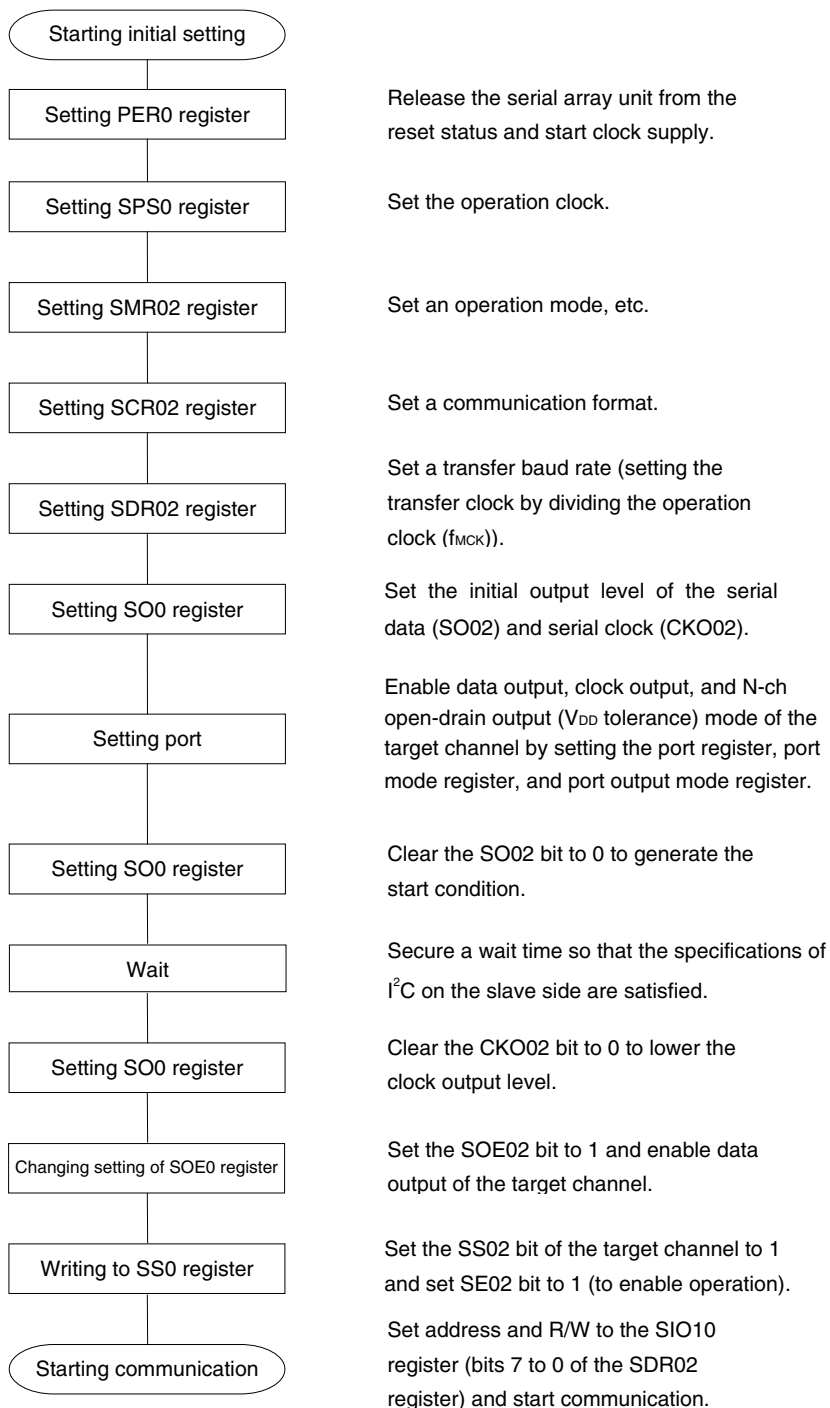 Starting initial setting
Setting PER0 register
Release the serial array unit from the
reset status and start clock supply.
Setting SPS0 register
Set the operation clock.
Setting SMR02 register
Set an operation mode, etc.
Setting SCR02 register
Set a communication format.
Setting SDR02 register
Set a transfer baud rate (setting the
transfer clock by dividing the operation
clock (fMCK)).
Setting SO0 register
Set the initial output level of the serial
data (SO02) and serial clock (CKO02).
Setting port
Enable data output, clock output, and N-ch
open-drain output (VDD tolerance) mode of the
target channel by setting the port register, port
mode register, and port output mode register.
Setting SO0 register
Clear the SO02 bit to 0 to generate the
start condition.
Wait
Secure a wait time so that the specifications of
I²C on the slave side are satisfied.
Setting SO0 register
Clear the CKO02 bit to 0 to lower the
clock output level.
Changing setting of SOE0 register
Set the SOE02 bit to 1 and enable data
output of the target channel.
Writing to SS0 register
Set the SS02 bit of the target channel to 1
and set SE02 bit to 1 (to enable operation).
Starting communication
Set address and R/W to the SIO10
register (bits 7 to 0 of the SDR02
register) and start communication.